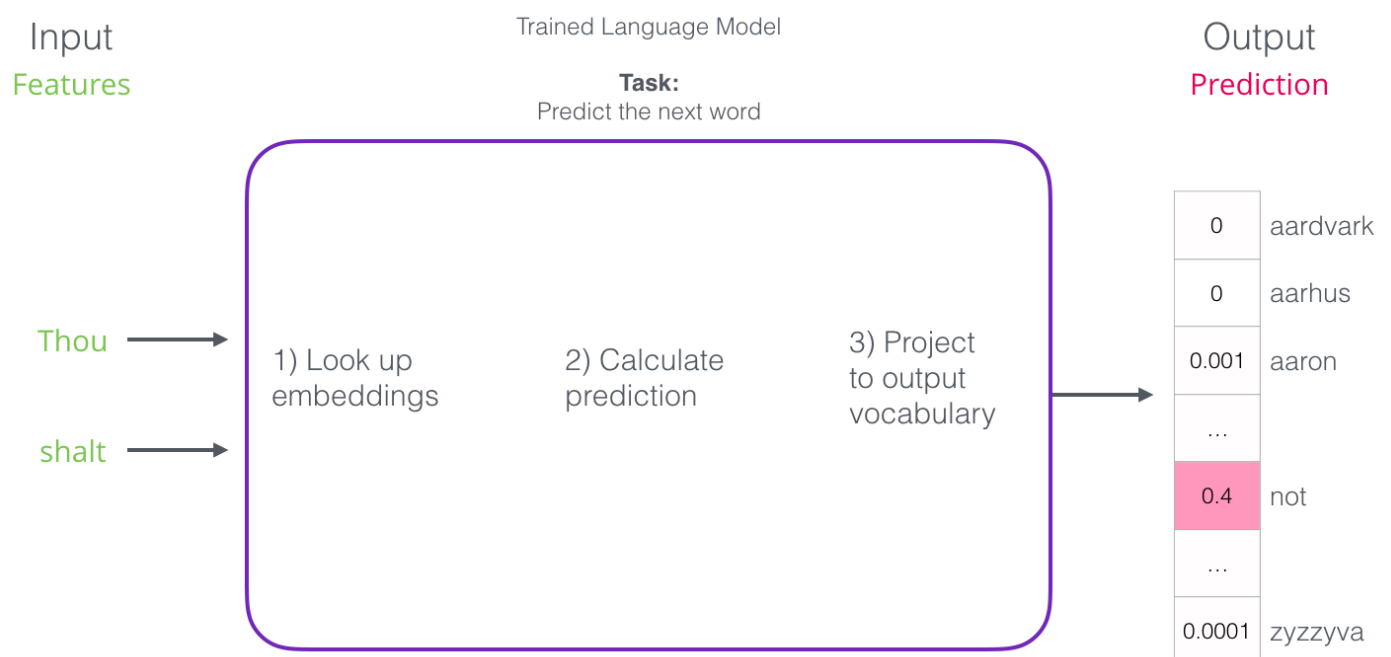 Input
Features
Trained Language Model
Task:
Predict the next word
Output
Prediction
Thou
shalt
1) Look up
embeddings
2) Calculate
prediction
3) Project
to output
vocabulary
0 aardvark
0 aarhus
0.001 aaron
...
0.4 not
...
0.0001 zyzzyva